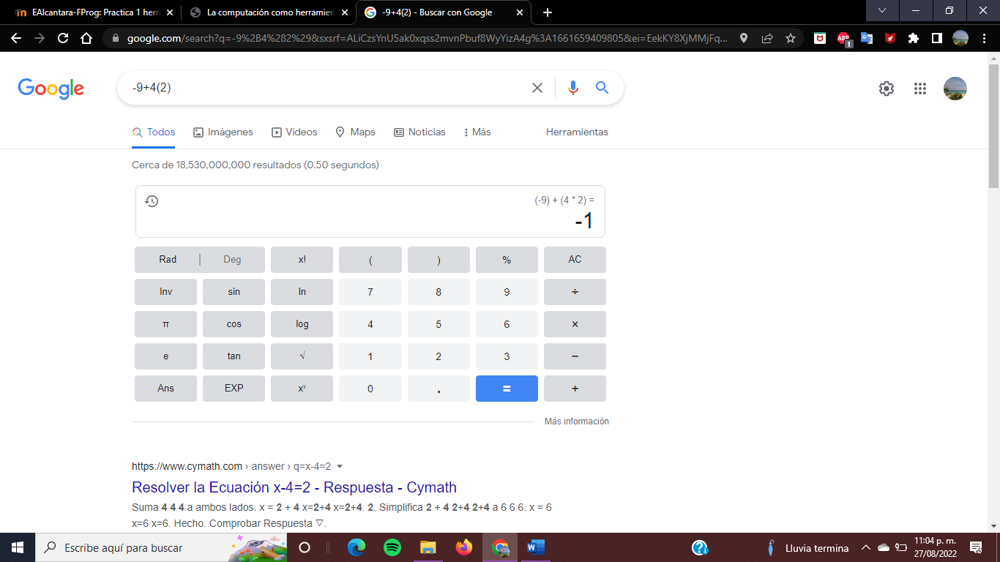 EAlcantara-FProg: Practica 1 herr
La computación como herramien
-9+4(2) - Buscar con Google
google.com/search?q=-9%2B4%282%29&sxsrf=ALiCzsYnU5ak0xqss2mvnPbuf8WyYizA4g%3A1661659409805&ei=EekKY8XjMMjFq...
ABP
1
Google
-9+4(2)
Todos
Imágenes
Videos
Maps
Noticias
Más
Herramientas
Cerca de 18,530,000,000 resultados (0.50 segundos)
(-9) + (4 * 2) =
-1
Rad | Deg x! ( ) % AC
Inv sin ln 7 8 9 ÷
π cos log 4 5 6 ×
e tan √ 1 2 3 −
Ans EXP xʸ 0 . = +
Más información
https://www.cymath.com › answer › q=x-4=2
Resolver la Ecuación x-4=2 - Respuesta - Cymath
Suma 4 4 4 a ambos lados. x = 2 + 4 x=2+4 x=2+4. 2. Simplifica 2 + 4 2+4 2+4 a 6 6 6. x = 6
x=6 x=6. Hecho. Comprobar Respuesta ▽.
Escribe aquí para buscar
Lluvia termina
11:04 p. m.
27/08/2022